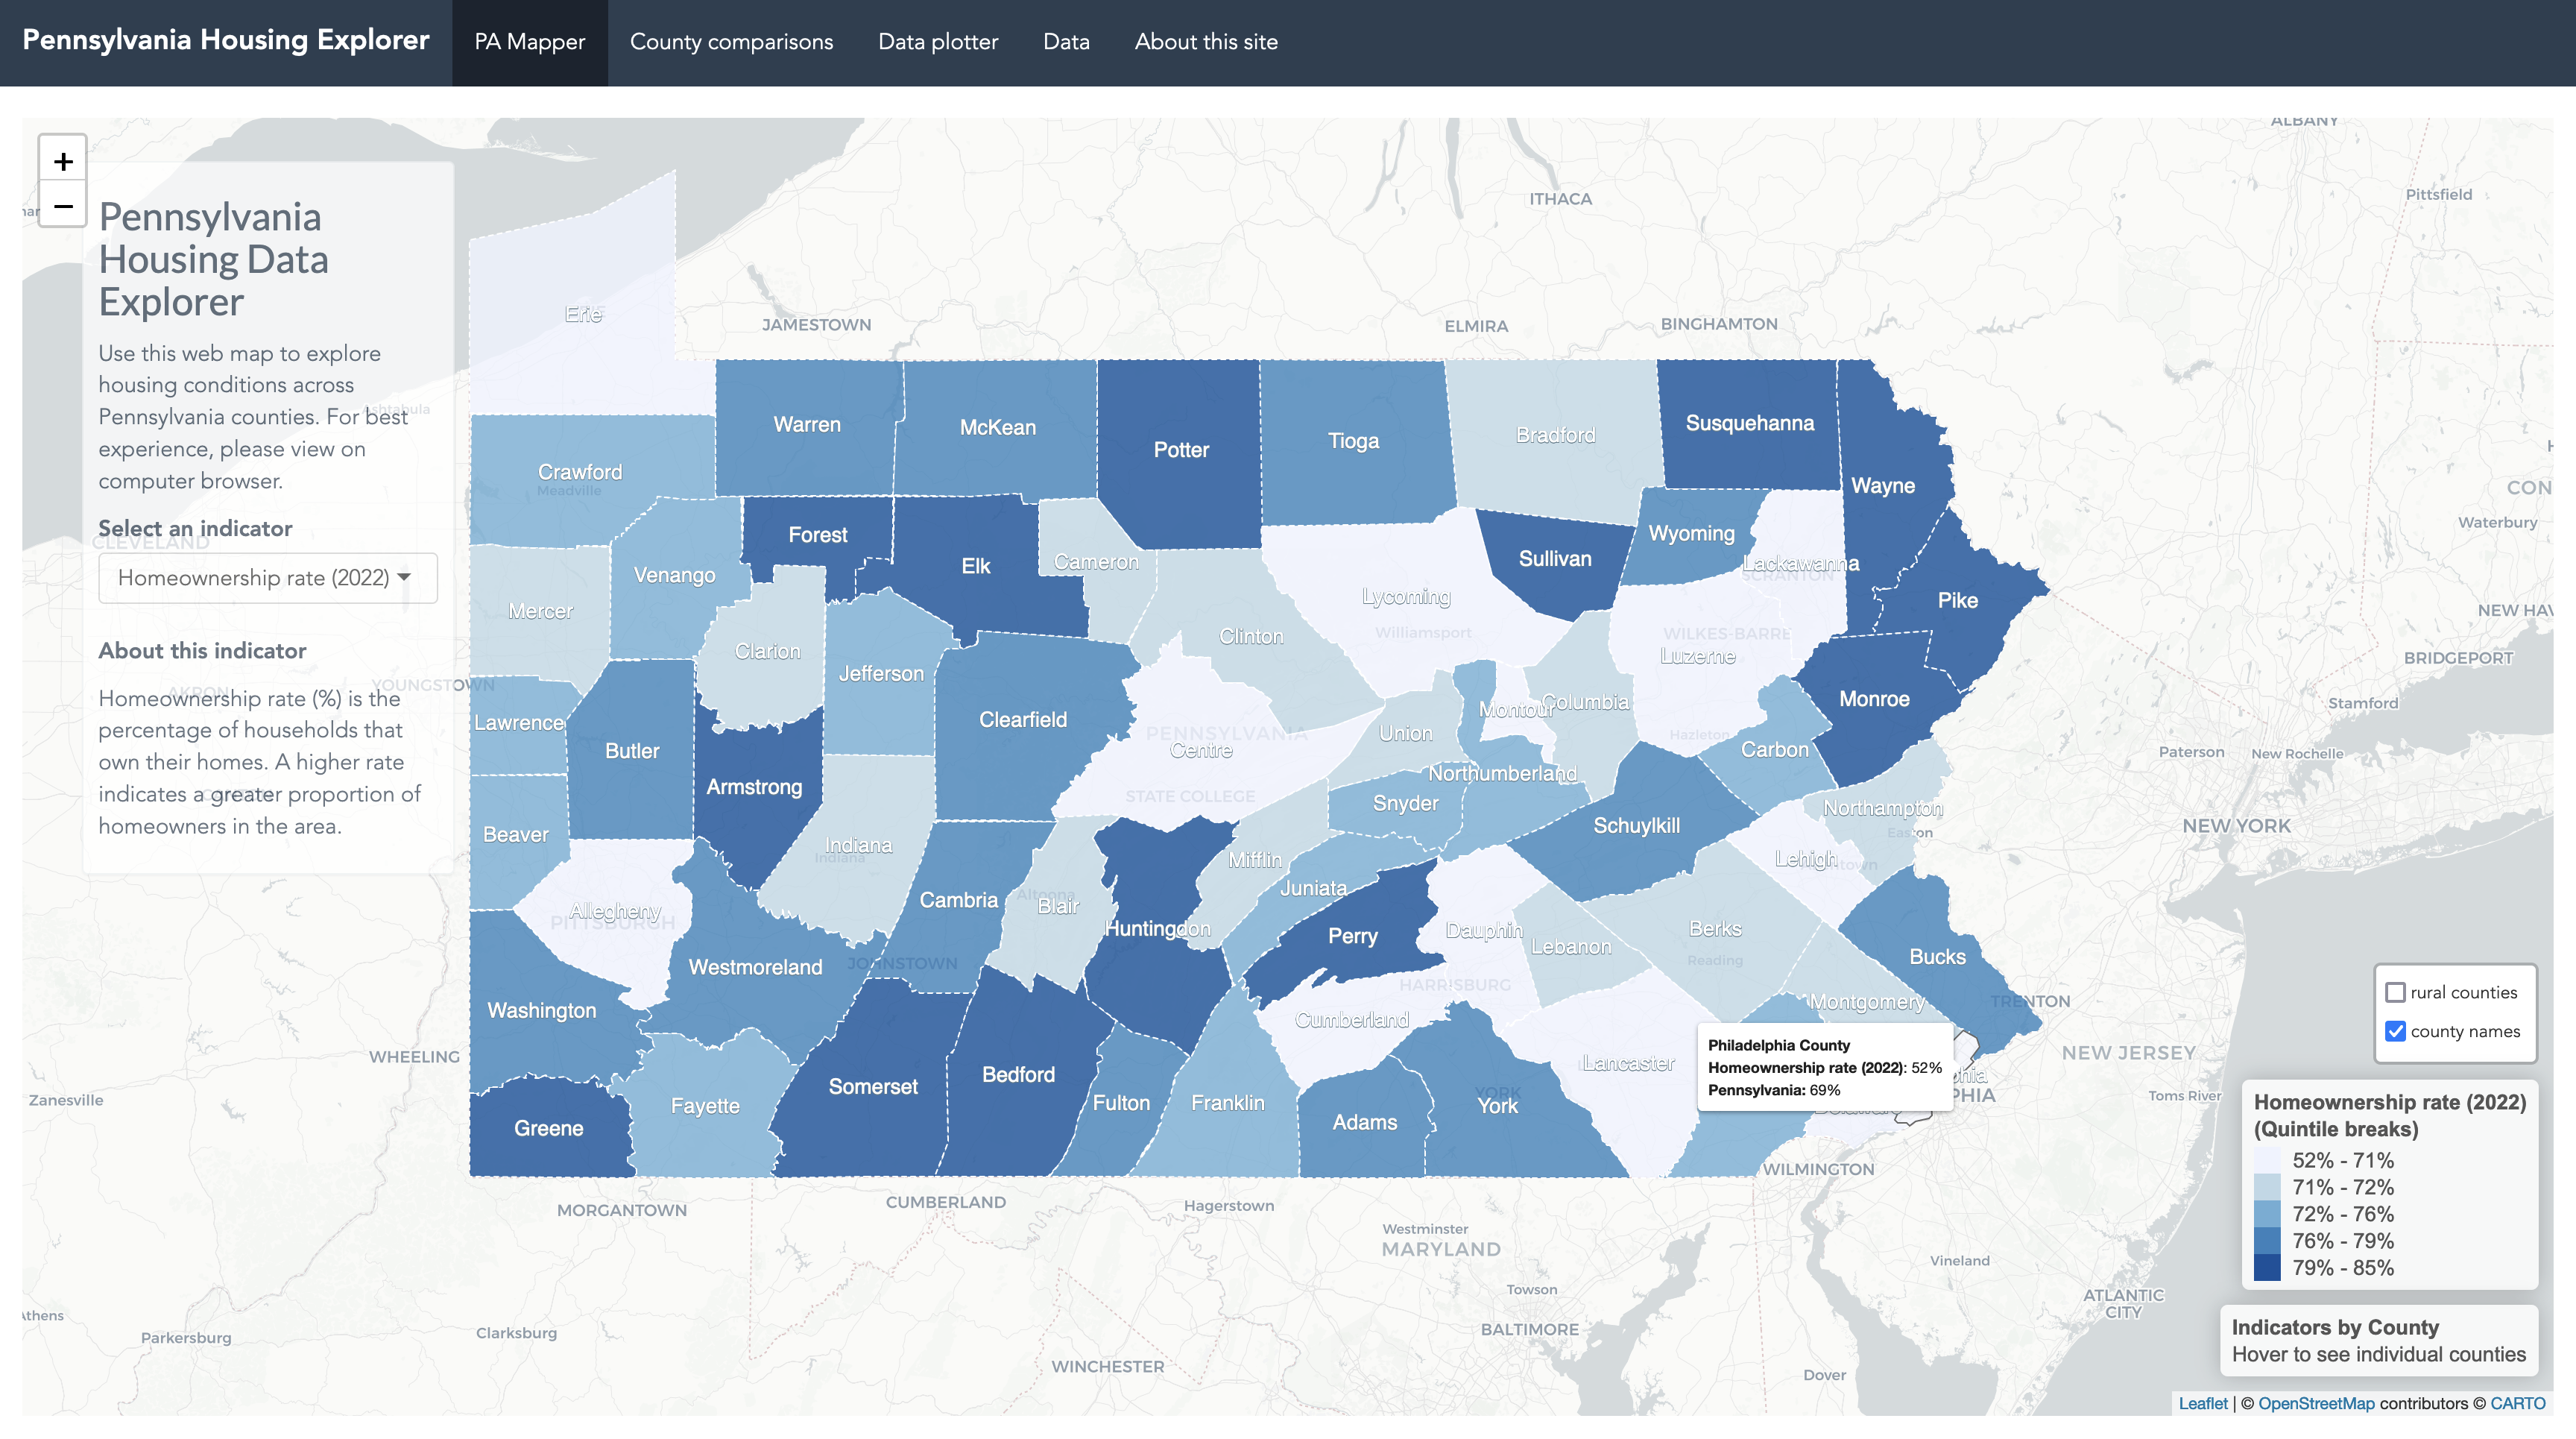 Pennsylvania Housing Explorer
PA Mapper
County comparisons
Data plotter
Data
About this site
+
−
Pennsylvania
Housing Data
Explorer
Use this web map to explore
housing conditions across
Pennsylvania counties. For best
experience, please view on
computer browser.
Select an indicator
Homeownership rate (2022)
About this indicator
Homeownership rate (%) is the
percentage of households that
own their homes. A higher rate
indicates a greater proportion of
homeowners in the area.
Ashtabula
CLEVELAND
AKRON
YOUNGSTOWN
ALBANY
ITHACA
Pittsfield
JAMESTOWN
ELMIRA
BINGHAMTON
Erie
Warren
McKean
Potter
Tioga
Bradford
Susquehanna
Wayne
Crawford
Meadville
Forest
Elk
Cameron
Sullivan
Wyoming
Lackawanna
SCRANTON
CON
Waterbury
Venango
Mercer
Clarion
Jefferson
Clinton
Lycoming
Williamsport
WILKES-BARRE
Luzerne
Pike
NEW HAV
BRIDGEPORT
Stamford
Lawrence
Butler
Armstrong
Clearfield
PENNSYLVANIA
Centre
STATE COLLEGE
Union
Montour
Columbia
Hazleton
Carbon
Monroe
Paterson
New Rochelle
Northumberland
Snyder
Schuylkill
Northampton
Easton
NEW YORK
Beaver
Indiana
Indiana
Cambria
Altoona
Blair
Mifflin
Juniata
Lehigh
Allegheny
PITTSBURGH
Huntingdon
Perry
Dauphin
Lebanon
Berks
Reading
Bucks
Westmoreland
JOHNSTOWN
HARRISBURG
Washington
Cumberland
Montgomery
TRENTON
rural counties
county names
WHEELING
Philadelphia County
Homeownership rate (2022): 52%
Pennsylvania: 69%
NEW JERSEY
Lancaster
Zanesville
Fayette
Somerset
Bedford
Fulton
Franklin
Adams
YORK
York
Greene
phia
PHIA
Toms River
Homeownership rate (2022)
(Quintile breaks)
52% - 71%
71% - 72%
72% - 76%
76% - 79%
79% - 85%
WILMINGTON
MORGANTOWN
CUMBERLAND
Hagerstown
Westminster
MARYLAND
Vineland
Towson
ATLANTIC
CITY
Athens
Parkersburg
Clarksburg
BALTIMORE
WINCHESTER
Dover
Indicators by County
Hover to see individual counties
Leaflet | © OpenStreetMap contributors © CARTO